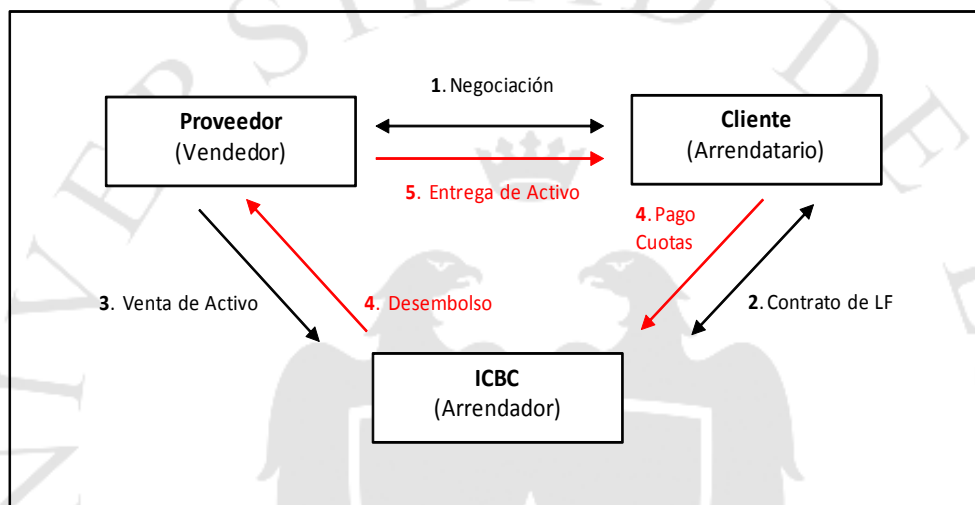 1. Negociación
Proveedor
(Vendedor)
Cliente
(Arrendatario)
5. Entrega de Activo
4. Pago
Cuotas
3. Venta de Activo
4. Desembolso
2. Contrato de LF
ICBC
(Arrendador)